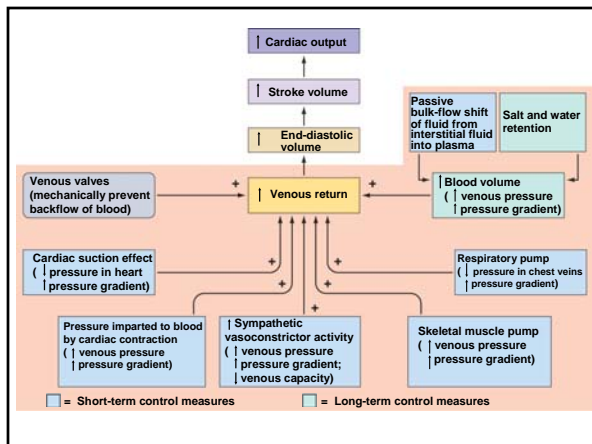 ↑ Cardiac output
↑ Stroke volume
↑ End-diastolic
volume
Passive
bulk-flow shift
of fluid from
interstitial fluid
into plasma
Salt and water
retention
Venous valves
(mechanically prevent
backflow of blood)
+
↑ Venous return
+
↑ Blood volume
( ↑ venous pressure
↑ pressure gradient)
Cardiac suction effect
( ↓ pressure in heart
↑ pressure gradient)
+
+
Respiratory pump
( ↓ pressure in chest veins
↑ pressure gradient)
Pressure imparted to blood
by cardiac contraction
( ↑ venous pressure
↑ pressure gradient)
+
+
↑ Sympathetic
vasoconstrictor activity
( ↑ venous pressure
↑ pressure gradient;
↓ venous capacity)
+
Skeletal muscle pump
( ↑ venous pressure
↑ pressure gradient)
= Short-term control measures
= Long-term control measures